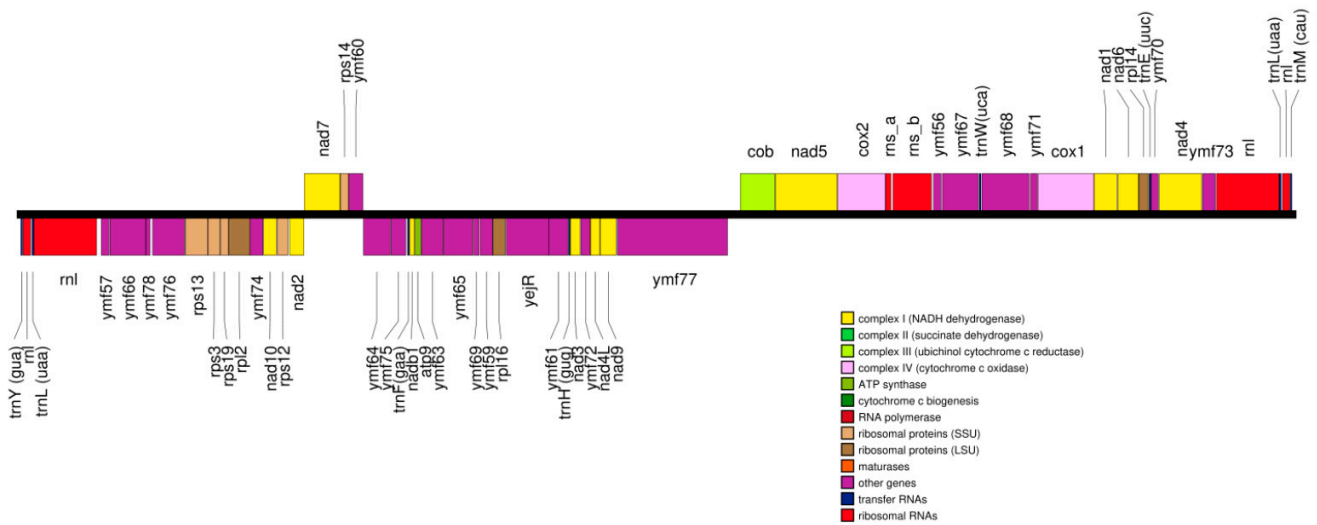 rps14
ymf60
nad7
cob
nad5
cox2
rns_a
rns_b
ymf56
ymf67
trnW(uca)
ymf68
ymf71
cox1
nad1
nad6
rpl14
trnE (uuc)
ymf70
nad4
ymf73
rnl
trnL(uaa)
rnl
trnM (cau)
trnY (gua)
rnl
trnL (uaa)
rnl
ymf57
ymf66
ymf78
ymf76
rps13
rps3
rps19
rpl2
ymf74
nad10
rps12
nad2
ymf64
ymf75
trnF(gaa)
nadb1
atp9
ymf63
ymf65
ymf69
ymf59
rpl16
yejR
ymf61
trnH (gug)
nad3
ymf72
nad4L
nad9
ymf77
complex I (NADH dehydrogenase)
complex II (succinate dehydrogenase)
complex III (ubichinol cytochrome c reductase)
complex IV (cytochrome c oxidase)
ATP synthase
cytochrome c biogenesis
RNA polymerase
ribosomal proteins (SSU)
ribosomal proteins (LSU)
maturases
other genes
transfer RNAs
ribosomal RNAs